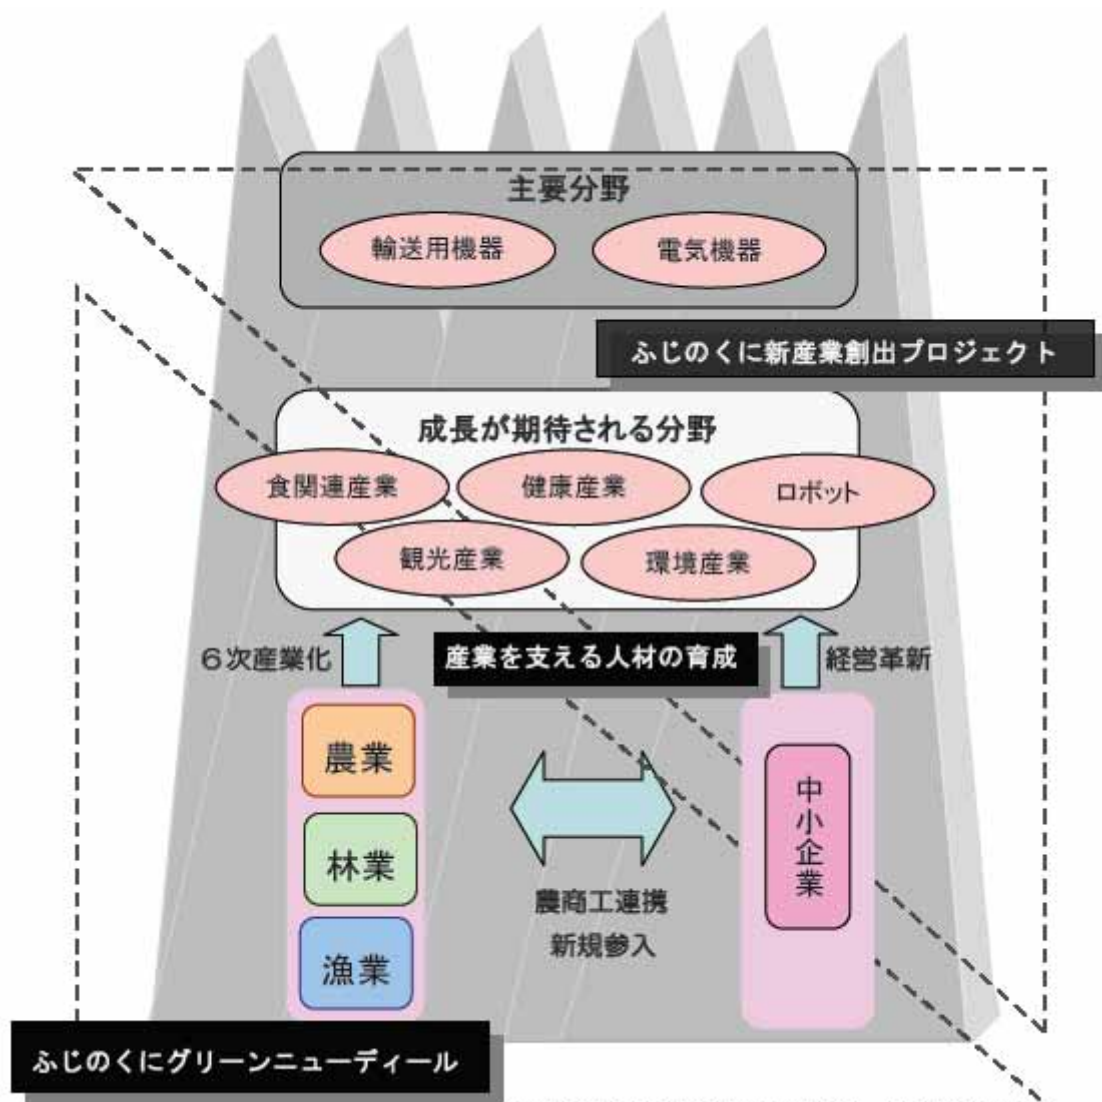 主要分野
輸送用機器
電気機器
ふじのくに新産業創出プロジェクト
成長が期待される分野
食関連産業
健康産業
ロボット
観光産業
環境産業
6次産業化
産業を支える人材の育成
経営革新
農業
林業
漁業
農商工連携
新規参入
中小企業
ふじのくにグリーンニューディール